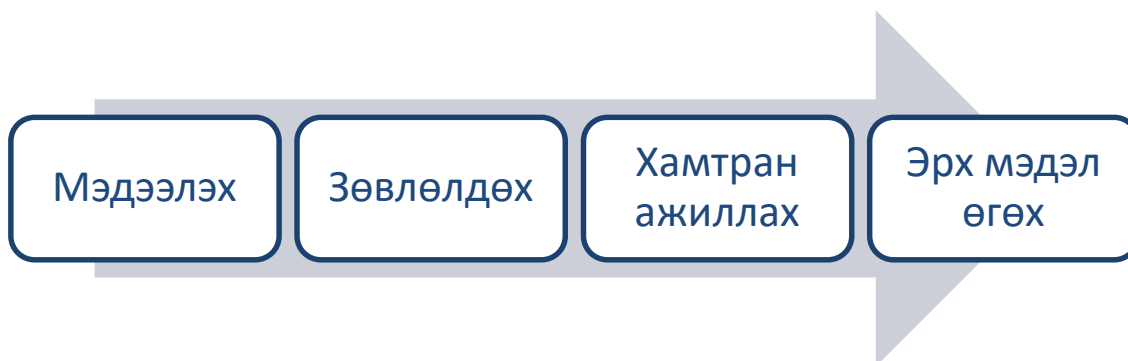 Мэдээлэх
Зөвлөлдөх
Хамтран
ажиллах
Эрх мэдэл
өгөх